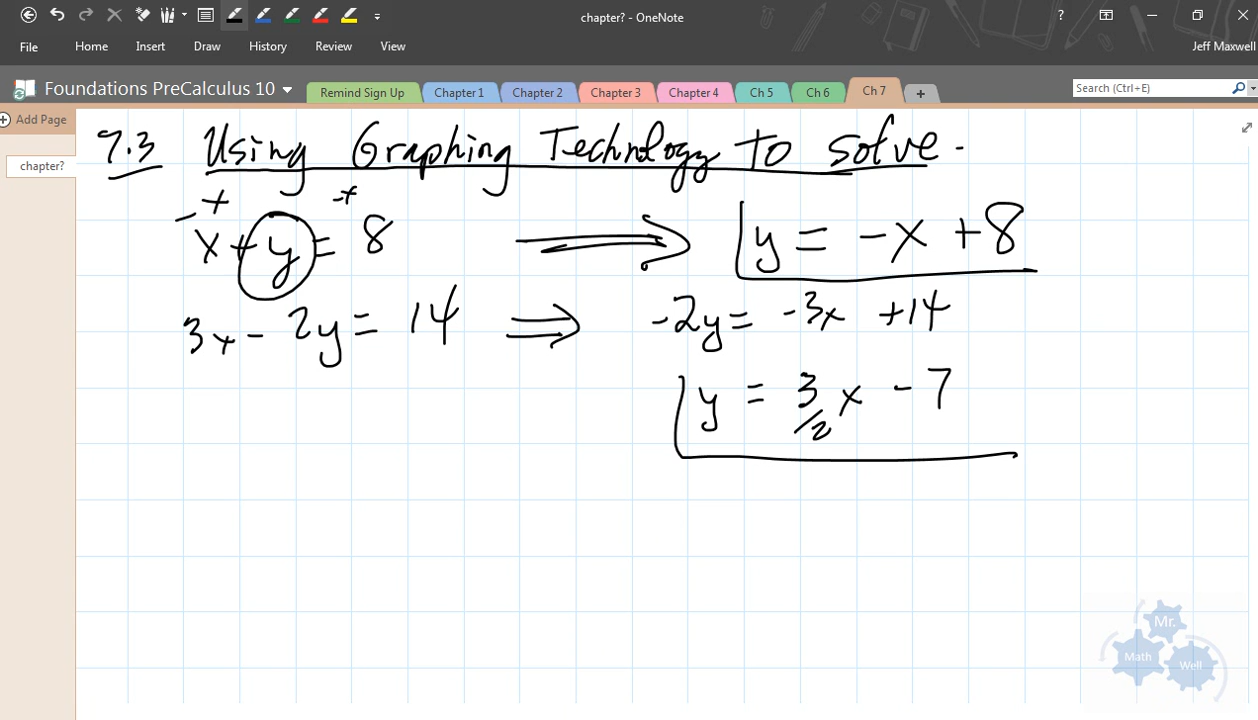 chapter? - OneNote
?
File Home Insert Draw History Review View
Jeff Maxwell
Foundations PreCalculus 10
Remind Sign Up Chapter 1 Chapter 2 Chapter 3 Chapter 4 Ch 5 Ch 6 Ch 7 +
Search (Ctrl+E)
Add Page
chapter?
7.3 Using Graphing Technology To solve.
-x -x
x + y = 8 ⟹ y = -x +8
3x - 2y = 14 ⟹ -2y = -3x +14
y = 3/2 x - 7
Mr.
Math Well